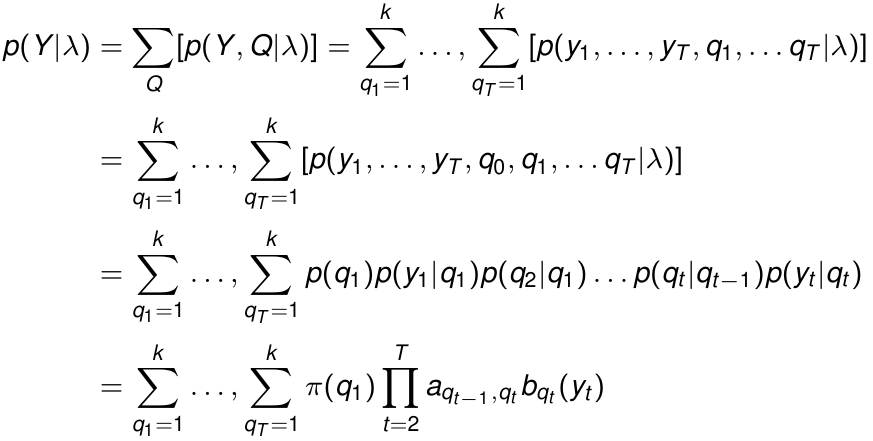 p(Y|λ) = ∑_Q [p(Y, Q|λ)] = ∑_{q_1=1}^{k} ..., ∑_{q_T=1}^{k} [p(y_1, ..., y_T, q_1, ... q_T|λ)]
= ∑_{q_1=1}^{k} ..., ∑_{q_T=1}^{k} [p(y_1, ..., y_T, q_0, q_1, ... q_T|λ)]
= ∑_{q_1=1}^{k} ..., ∑_{q_T=1}^{k} p(q_1)p(y_1|q_1)p(q_2|q_1) ... p(q_t|q_{t−1})p(y_t|q_t)
= ∑_{q_1=1}^{k} ..., ∑_{q_T=1}^{k} π(q_1) ∏_{t=2}^{T} a_{q_{t−1},q_t} b_{q_t}(y_t)